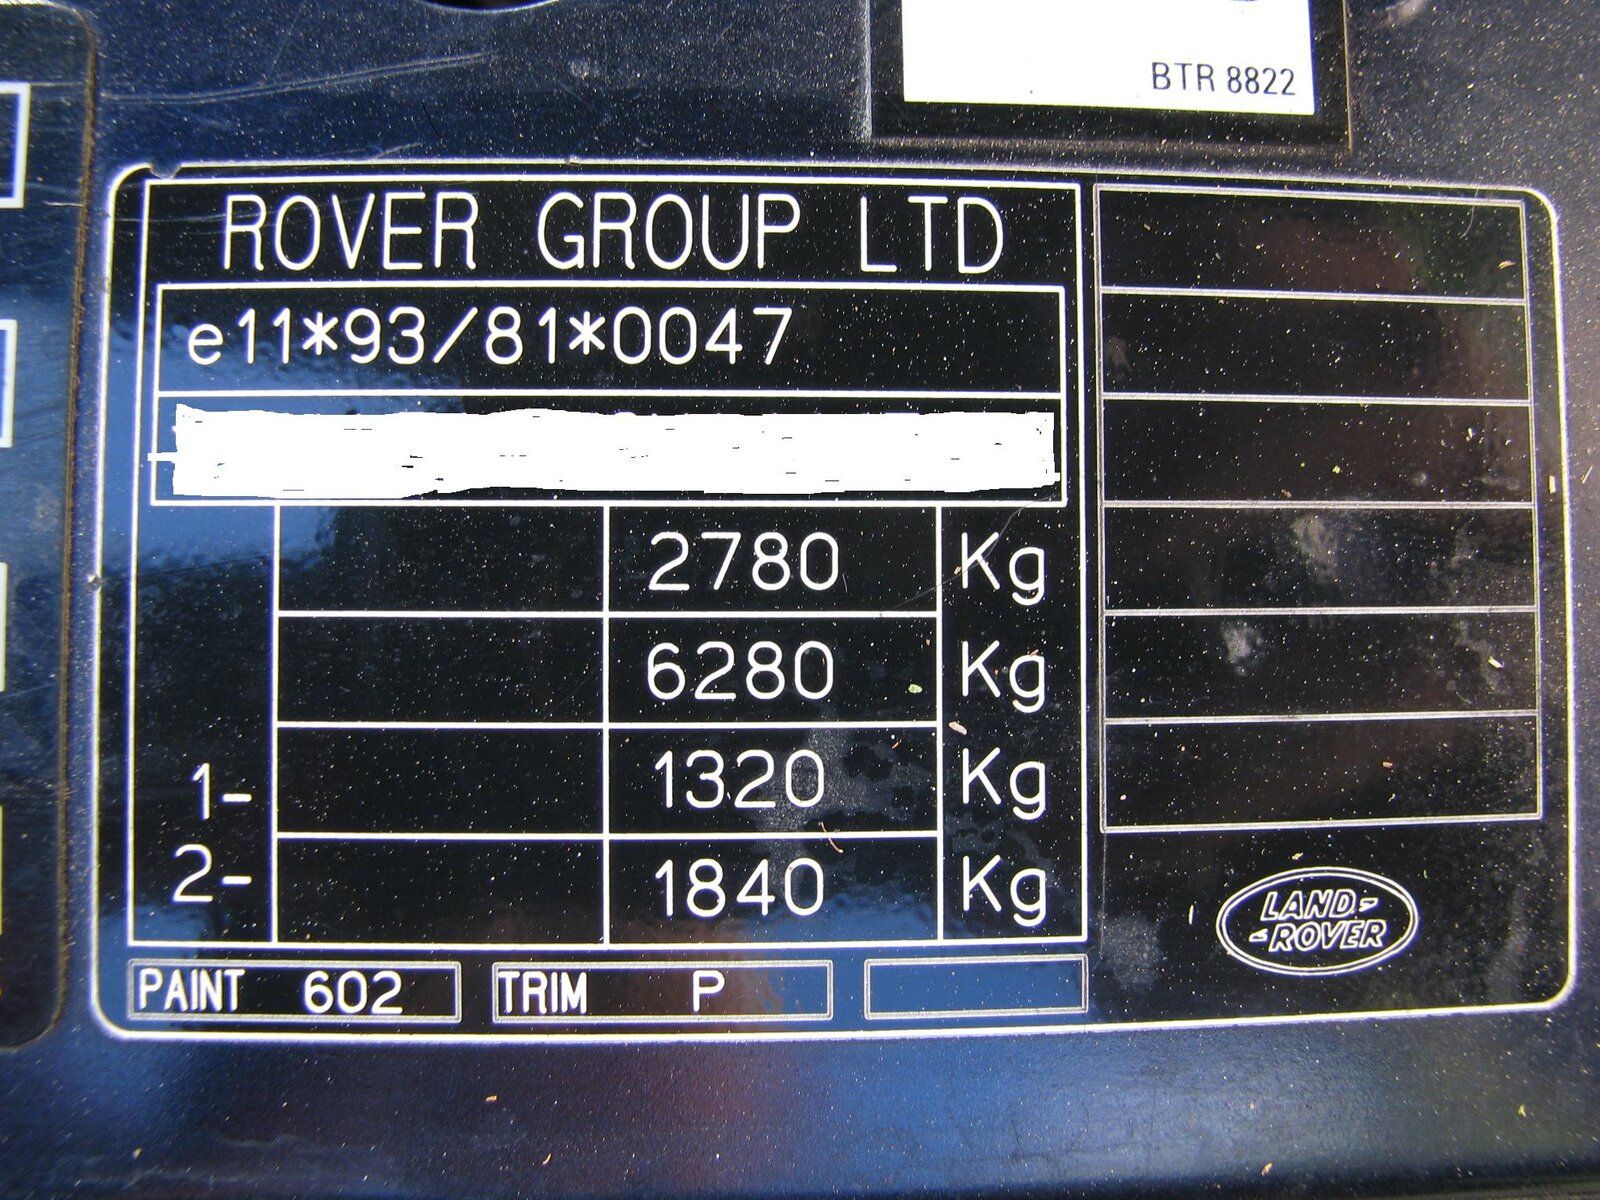 BTR 8822
ROVER GROUP LTD
e11*93/81*0047
2780 Kg
6280 Kg
1- 1320 Kg
2- 1840 Kg
LAND-
-ROVER
PAINT 602 TRIM P